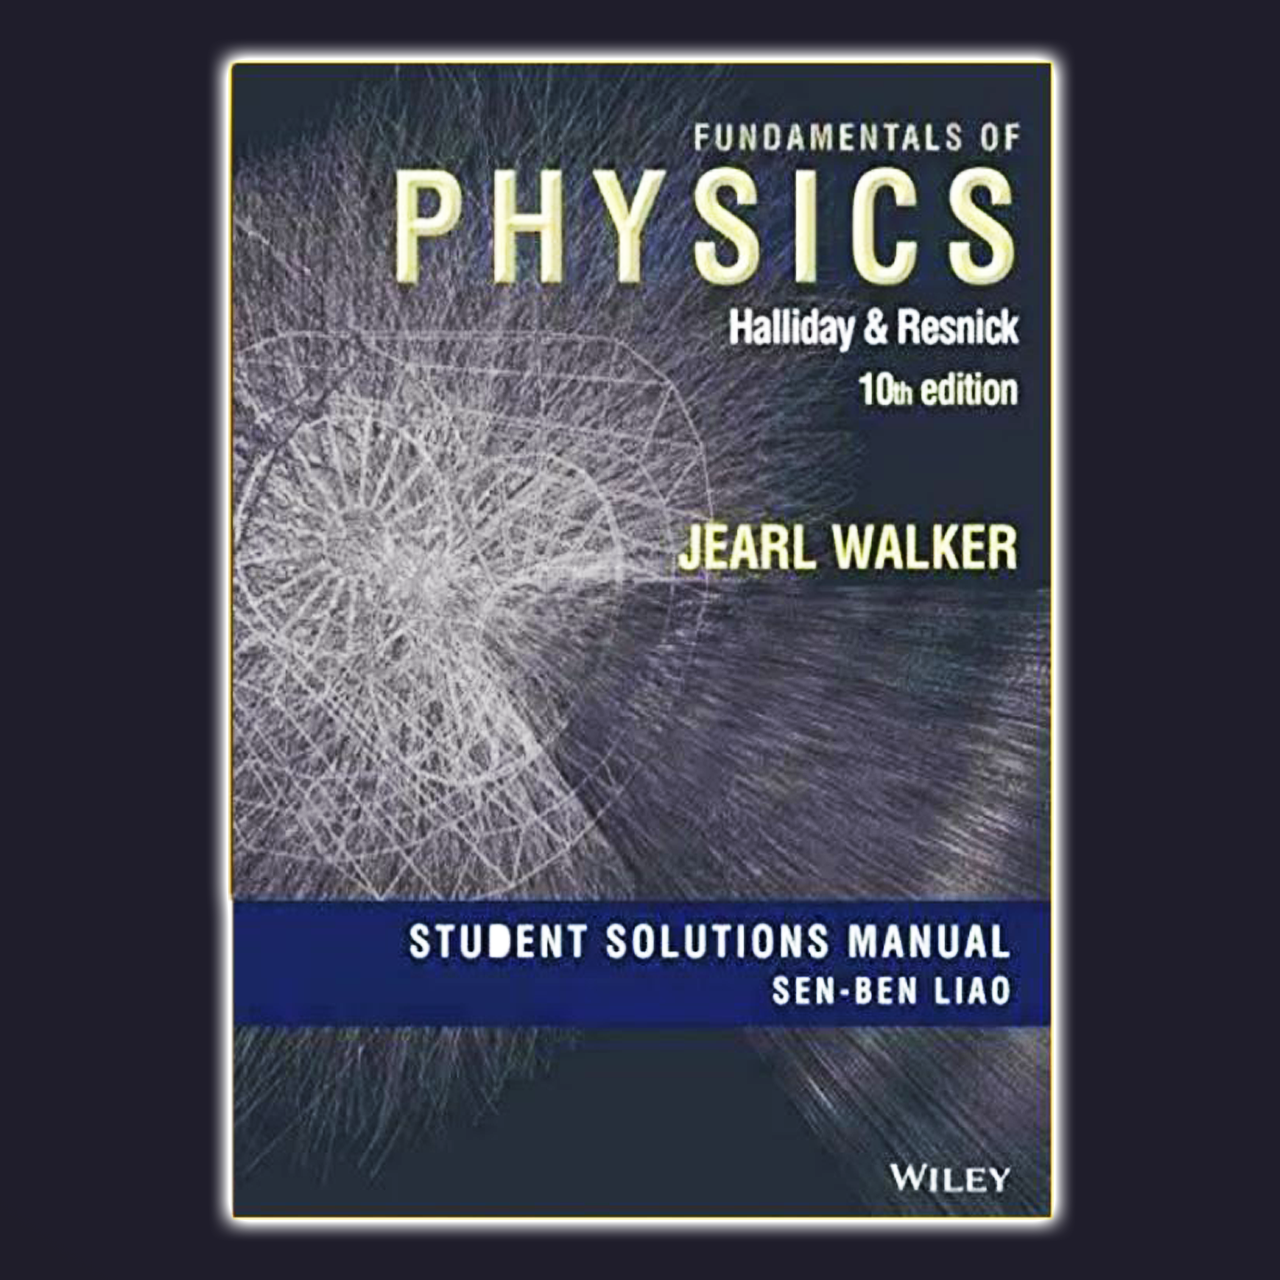 FUNDAMENTALS OF
PHYSICS
Halliday & Resnick
10th edition
JEARL WALKER
STUDENT SOLUTIONS MANUAL
SEN-BEN LIAO
WILEY